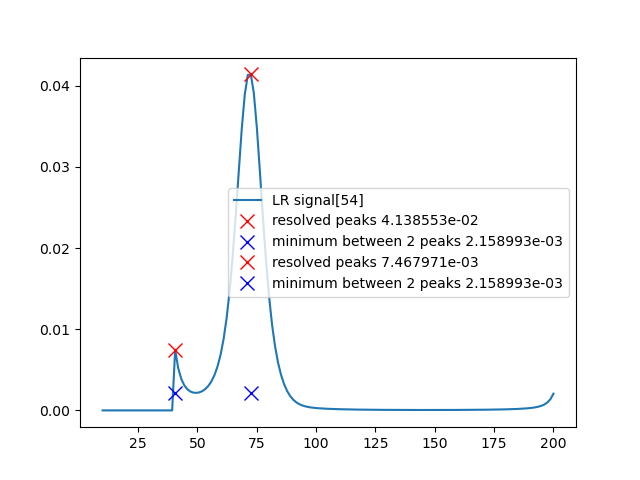 0.04
0.03
0.02
0.01
0.00
LR signal[54]
resolved peaks 4.138553e-02
minimum between 2 peaks 2.158993e-03
resolved peaks 7.467971e-03
minimum between 2 peaks 2.158993e-03
25 50 75 100 125 150 175 200